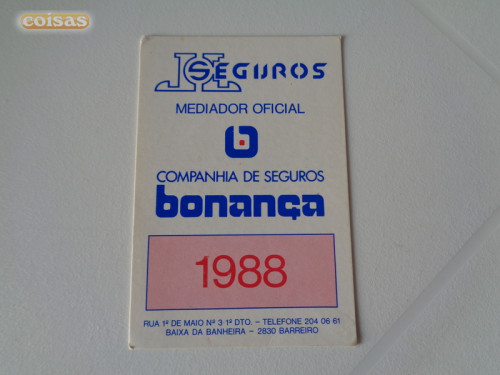 coisas
JL SEGUROS
MEDIADOR OFICIAL
b
COMPANHIA DE SEGUROS
bonança
1988
RUA 1º DE MAIO Nº 3-1º DTO. - TELEFONE 204 06 61
BAIXA DA BANHEIRA - 2830 BARREIRO